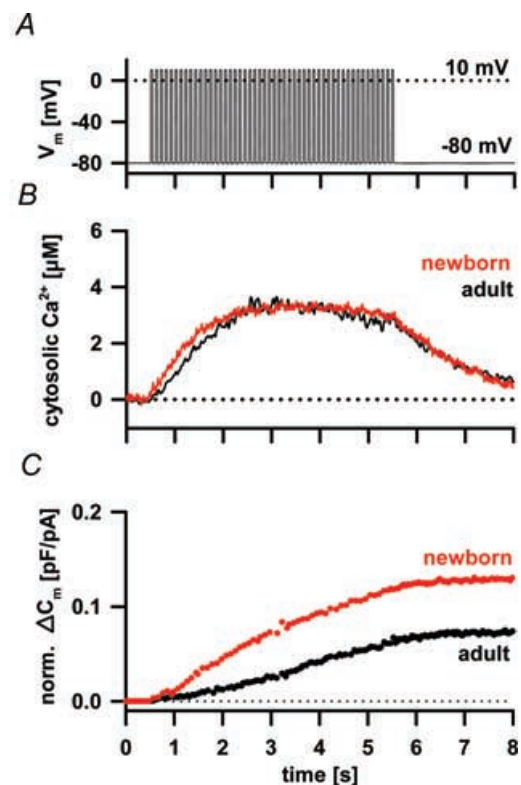 A
V_m [mV]
0
-40
-80
10 mV
-80 mV
B
cytosolic Ca²⁺ [µM]
6
4
2
0
newborn
adult
C
norm. ΔC_m [pF/pA]
0.2
0.1
0.0
newborn
adult
0 1 2 3 4 5 6 7 8
time [s]